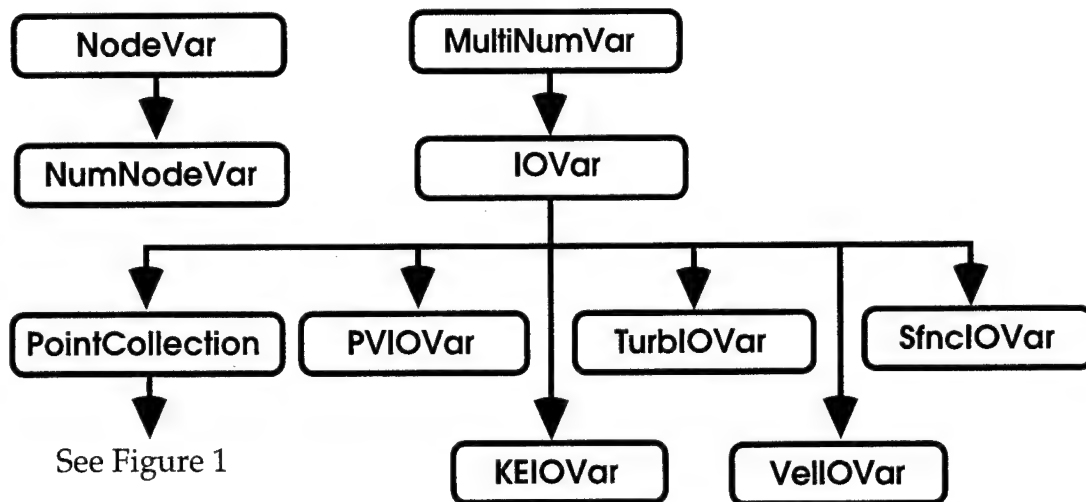 NodeVar
MultiNumVar
NumNodeVar
IOVar
PointCollection
PVIOVar
TurbIOVar
SfncIOVar
See Figure 1
KEIOVar
VelIOVar